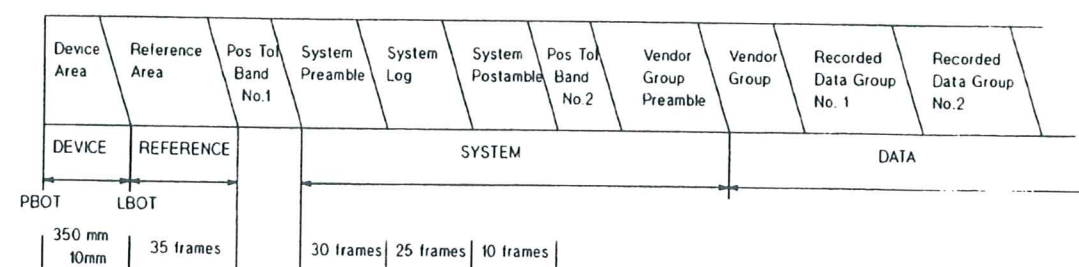 Device
Area
Reference
Area
Pos Tol
Band
No.1
System
Preamble
System
Log
System
Postamble
Pos Tol
Band
No.2
Vendor
Group
Preamble
Vendor
Group
Recorded
Data Group
No. 1
Recorded
Data Group
No.2
DEVICE
REFERENCE
SYSTEM
DATA
PBOT
LBOT
350 mm
10mm
35 frames
30 frames
25 frames
10 frames